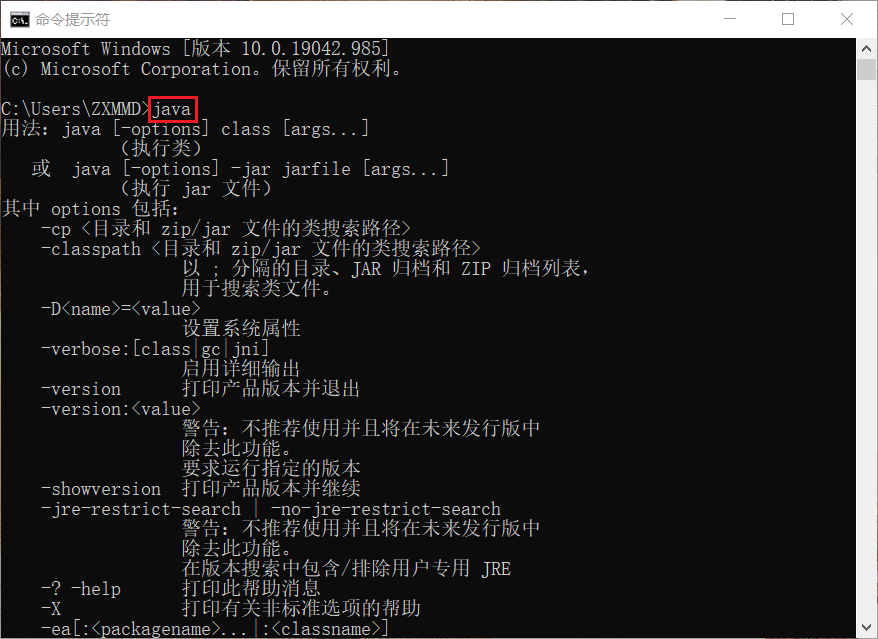 命令提示符
Microsoft Windows [版本 10.0.19042.985]
(c) Microsoft Corporation。保留所有权利。
C:\Users\ZXMMD>java
用法: java [-options] class [args...]
(执行类)
或 java [-options] -jar jarfile [args...]
(执行 jar 文件)
其中 options 包括:
-cp <目录和 zip/jar 文件的类搜索路径>
-classpath <目录和 zip/jar 文件的类搜索路径>
以 ; 分隔的目录、JAR 归档和 ZIP 归档列表,
用于搜索类文件。
-D<name>=<value>
设置系统属性
-verbose:[class|gc|jni]
启用详细输出
-version 打印产品版本并退出
-version:<value>
警告: 不推荐使用并且将在未来发行版中
除去此功能。
要求运行指定的版本
-showversion 打印产品版本并继续
-jre-restrict-search | -no-jre-restrict-search
警告: 不推荐使用并且将在未来发行版中
除去此功能。
在版本搜索中包含/排除用户专用 JRE
-? -help 打印此帮助消息
-X 打印有关非标准选项的帮助
-ea[:<packagename>...|:<classname>]